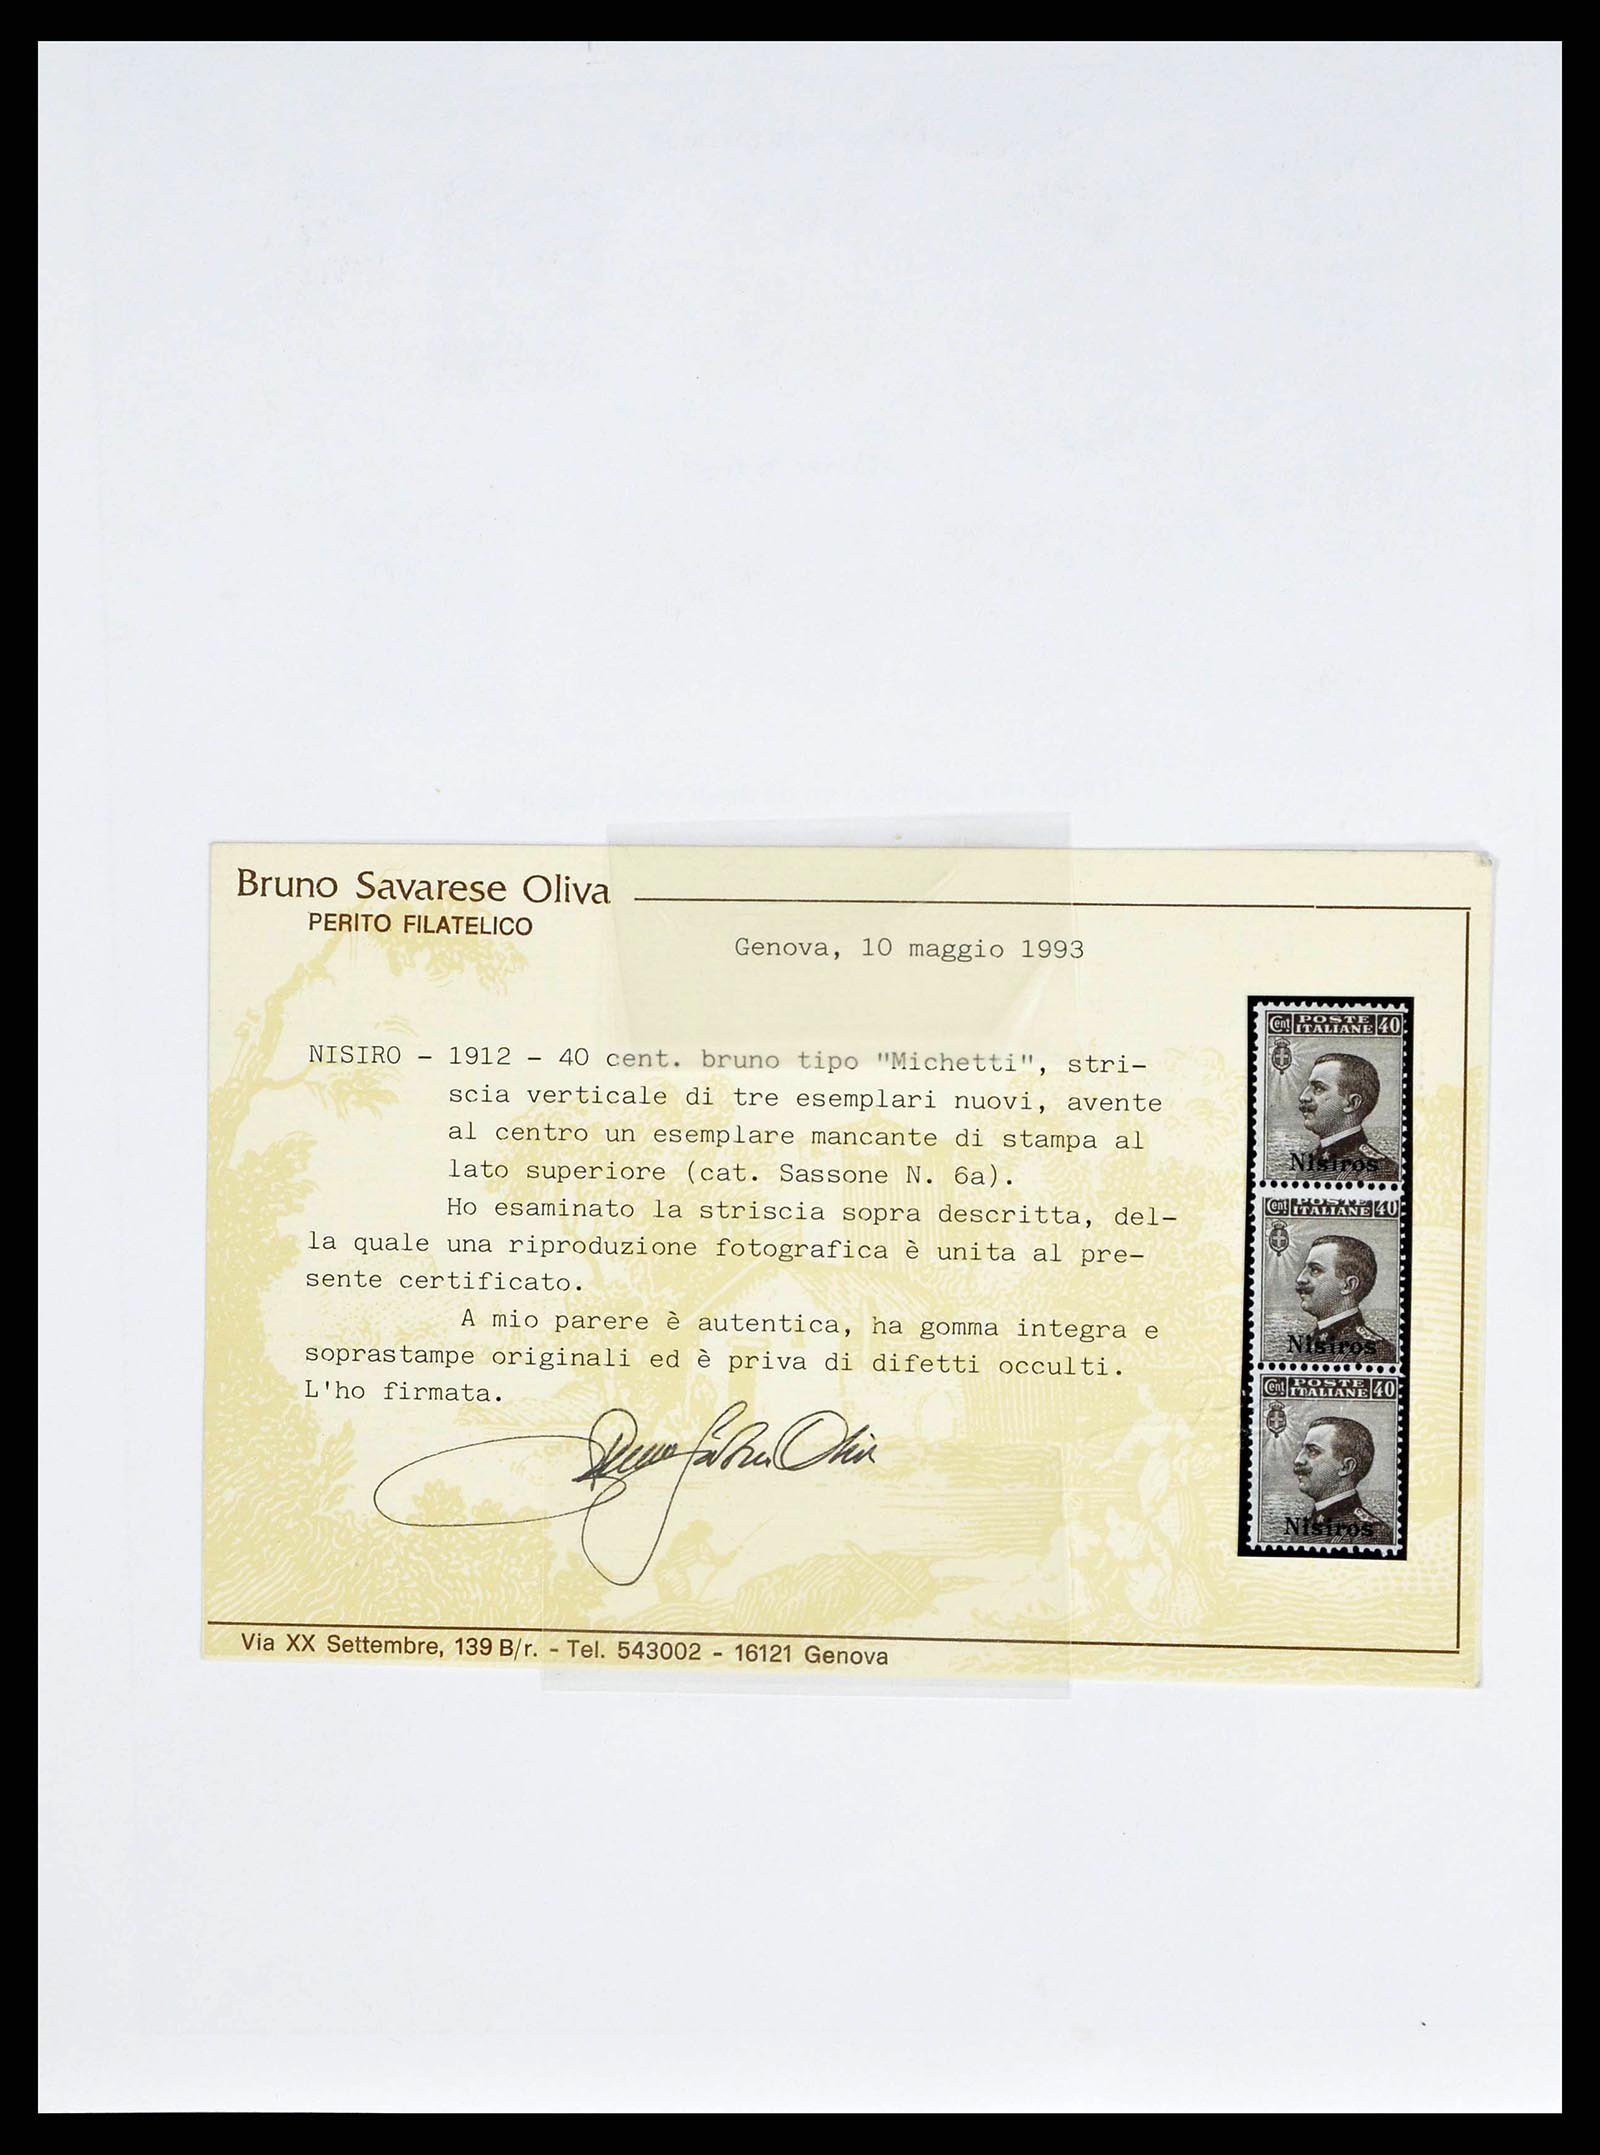 Bruno Savarese Oliva
PERITO FILATELICO
Genova, 10 maggio 1993
NISIRO - 1912 - 40 cent. bruno tipo "Michetti", stri-
scia verticale di tre esemplari nuovi, avente
al centro un esemplare mancante di stampa al
lato superiore (cat. Sassone N. 6a).
Ho esaminato la striscia sopra descritta, del-
la quale una riproduzione fotografica è unita al pre-
sente certificato.
A mio parere è autentica, ha gomma integra e
soprastampe originali ed è priva di difetti occulti.
L'ho firmata.
Via XX Settembre, 139 B/r. - Tel. 543002 - 16121 Genova
Cent POSTE ITALIANE 40
Nisiros
Cent POSTE ITALIANE 40
Nisiros
Cent POSTE ITALIANE 40
Nisiros